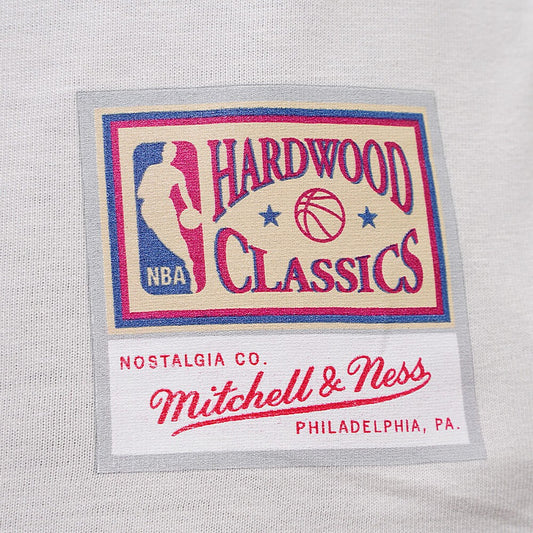 HARDWOOD
CLASSICS
NBA
NOSTALGIA CO.
Mitchell & Ness
PHILADELPHIA, PA.